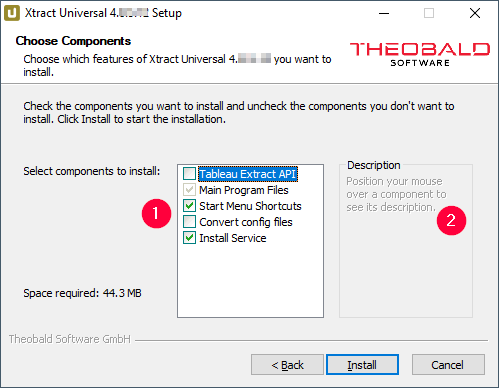 Xtract Universal 4. Setup
Choose Components
Choose which features of Xtract Universal 4. you want to
install.
THEOBALD
SOFTWARE
Check the components you want to install and uncheck the components you don't want to
install. Click Install to start the installation.
Select components to install:
Tableau Extract API
Main Program Files
Start Menu Shortcuts
Convert config files
Install Service
1
Description
Position your mouse
over a component to
see its description.
2
Space required: 44.3 MB
Theobald Software GmbH
< Back
Install
Cancel